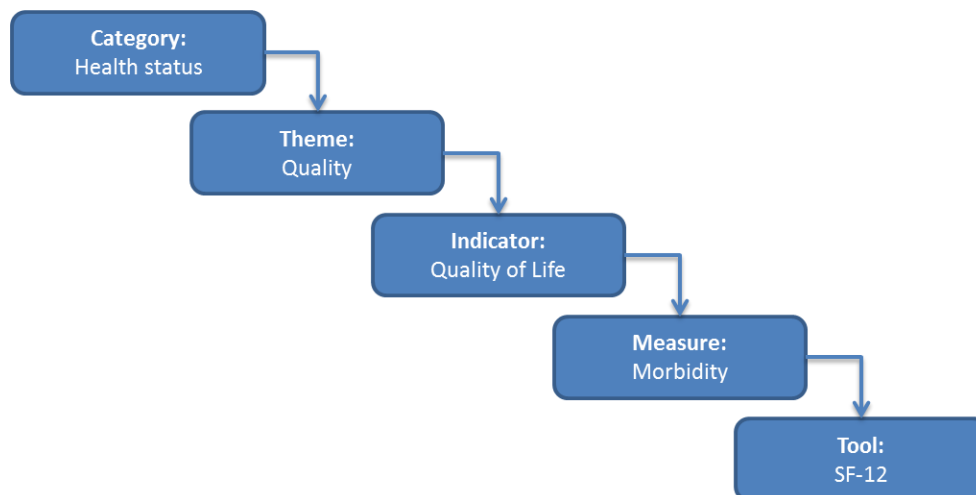 Category:
Health status
Theme:
Quality
Indicator:
Quality of Life
Measure:
Morbidity
Tool:
SF-12